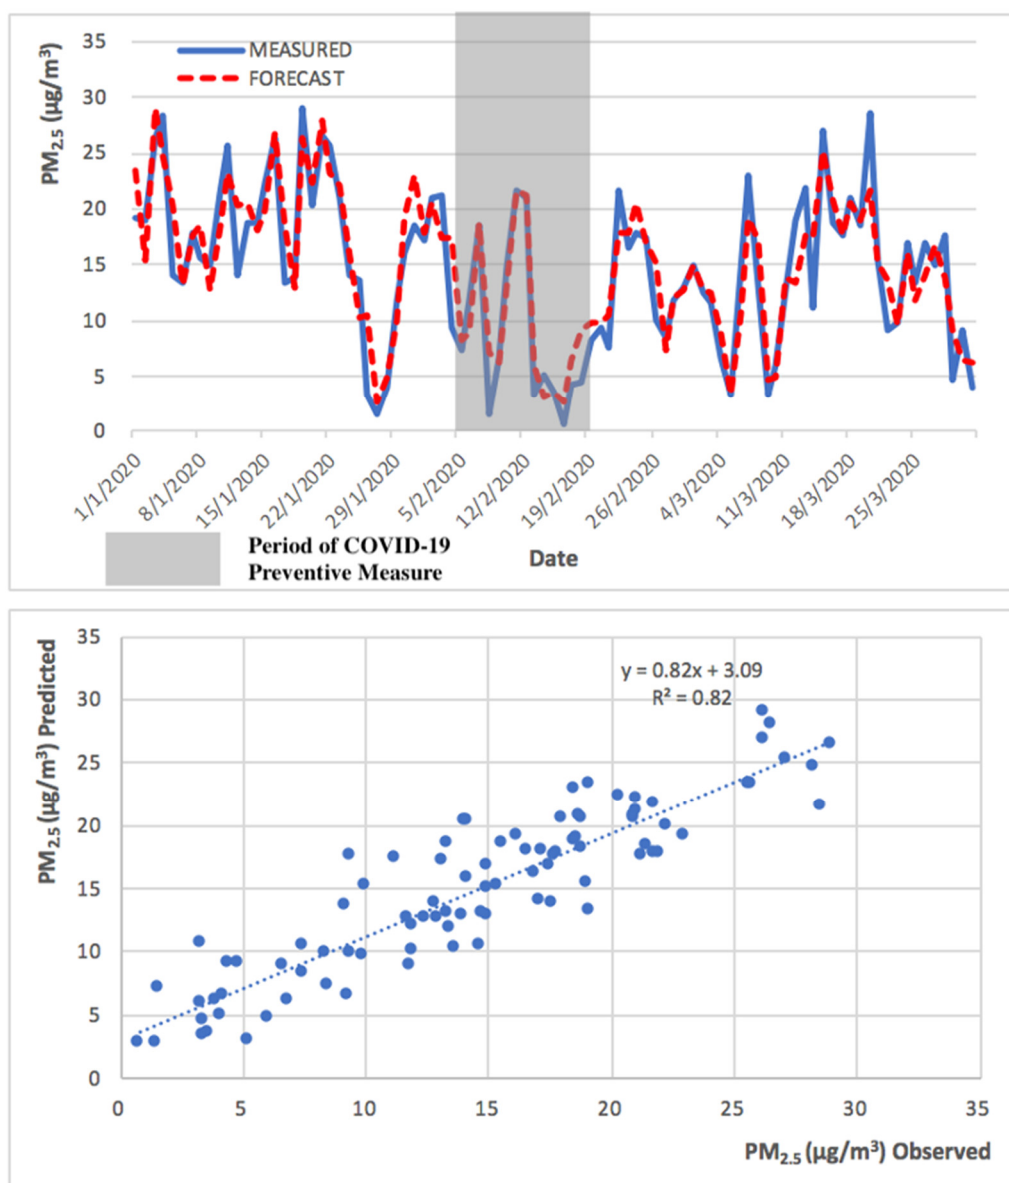 PM2.5 (µg/m³)
35
30
25
20
15
10
5
0
MEASURED
FORECAST
1/1/2020
8/1/2020
15/1/2020
22/1/2020
29/1/2020
5/2/2020
12/2/2020
19/2/2020
26/2/2020
4/3/2020
11/3/2020
18/3/2020
25/3/2020
Date
Period of COVID-19
Preventive Measure
PM2.5 (µg/m³) Predicted
35
30
25
20
15
10
5
0
y = 0.82x + 3.09
R² = 0.82
0 5 10 15 20 25 30 35
PM2.5 (µg/m³) Observed